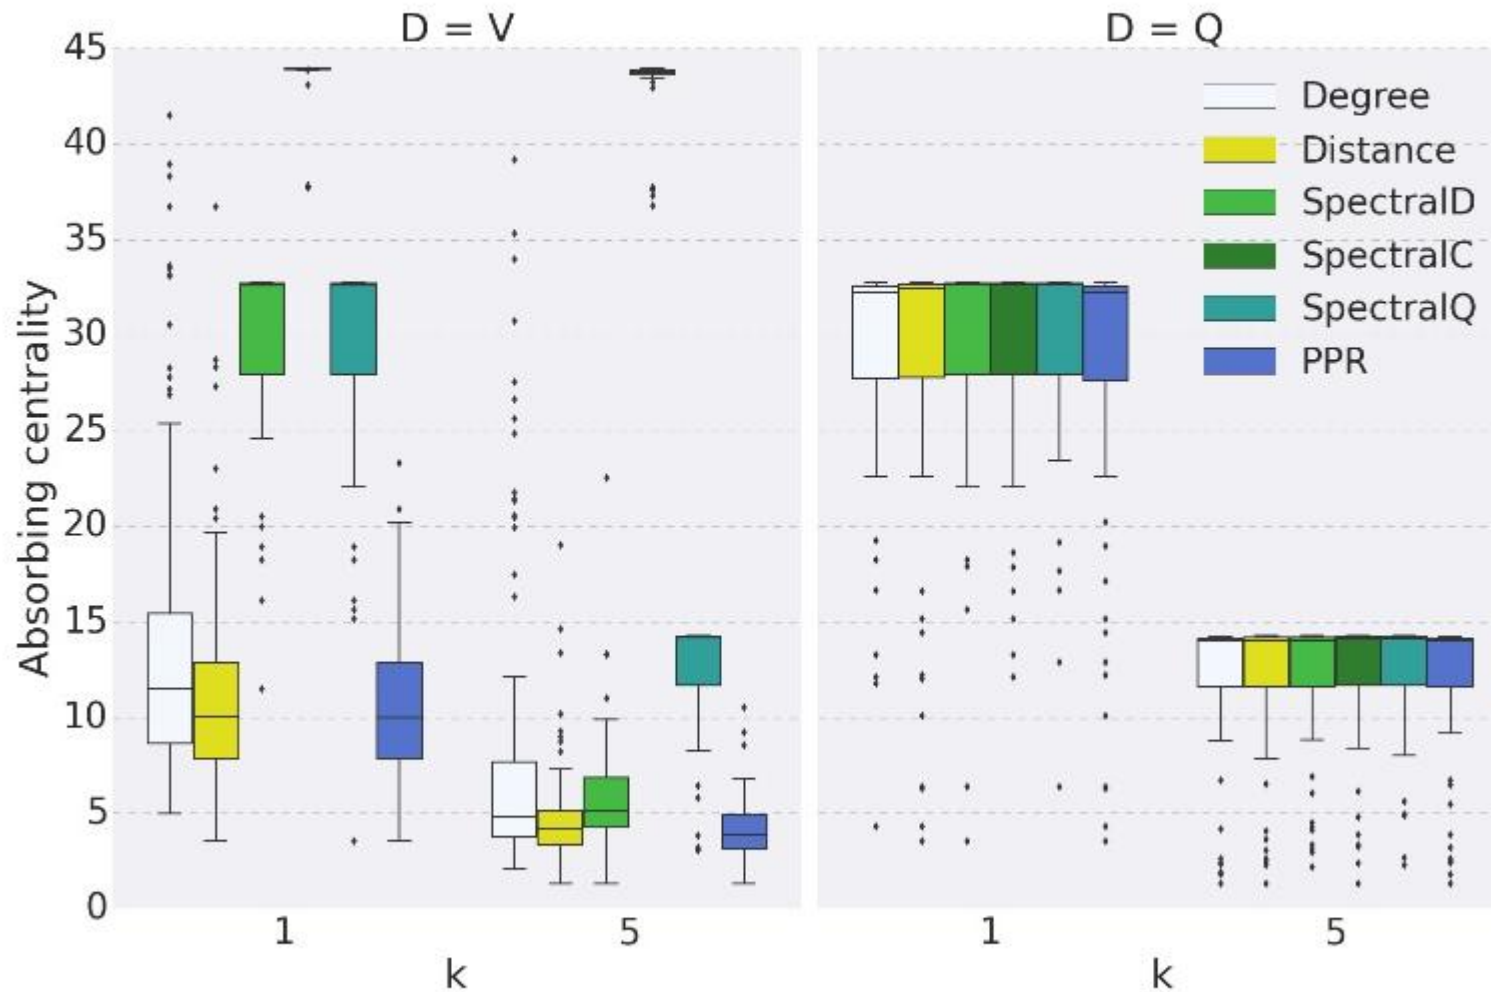 D = V
D = Q
Absorbing centrality
45
40
35
30
25
20
15
10
5
0
Degree
Distance
SpectralD
SpectralC
SpectralQ
PPR
1
5
1
5
k
k